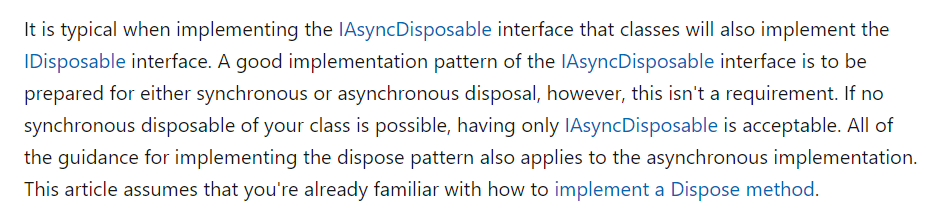 It is typical when implementing the IAsyncDisposable interface that classes will also implement the
IDisposable interface. A good implementation pattern of the IAsyncDisposable interface is to be
prepared for either synchronous or asynchronous disposal, however, this isn't a requirement. If no
synchronous disposable of your class is possible, having only IAsyncDisposable is acceptable. All of
the guidance for implementing the dispose pattern also applies to the asynchronous implementation.
This article assumes that you're already familiar with how to implement a Dispose method.